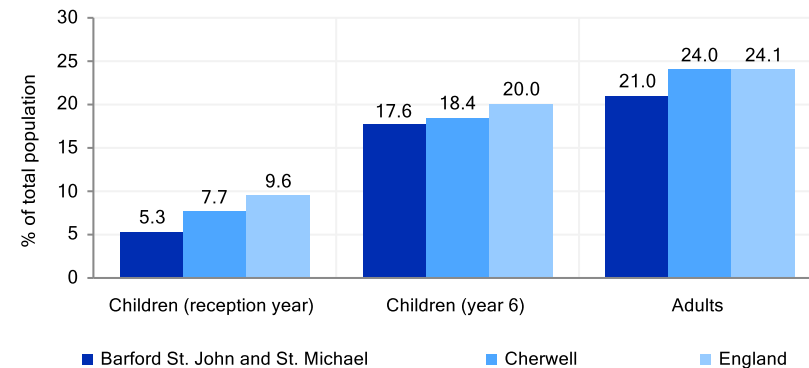 % of total population
30
25
20
15
10
5
0
5.3
7.7
9.6
17.6
18.4
20.0
21.0
24.0
24.1
Children (reception year)
Children (year 6)
Adults
Barford St. John and St. Michael
Cherwell
England